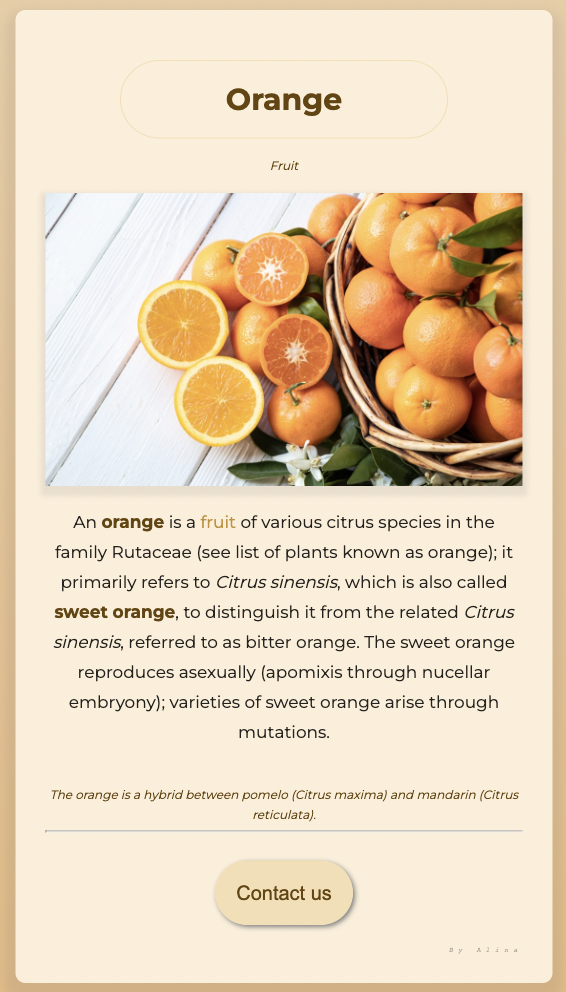 Orange
Fruit
An orange is a fruit of various citrus species in the
family Rutaceae (see list of plants known as orange); it
primarily refers to Citrus sinensis, which is also called
sweet orange, to distinguish it from the related Citrus
sinensis, referred to as bitter orange. The sweet orange
reproduces asexually (apomixis through nucellar
embryony); varieties of sweet orange arise through
mutations.
The orange is a hybrid between pomelo (Citrus maxima) and mandarin (Citrus
reticulata).
Contact us
By Alina